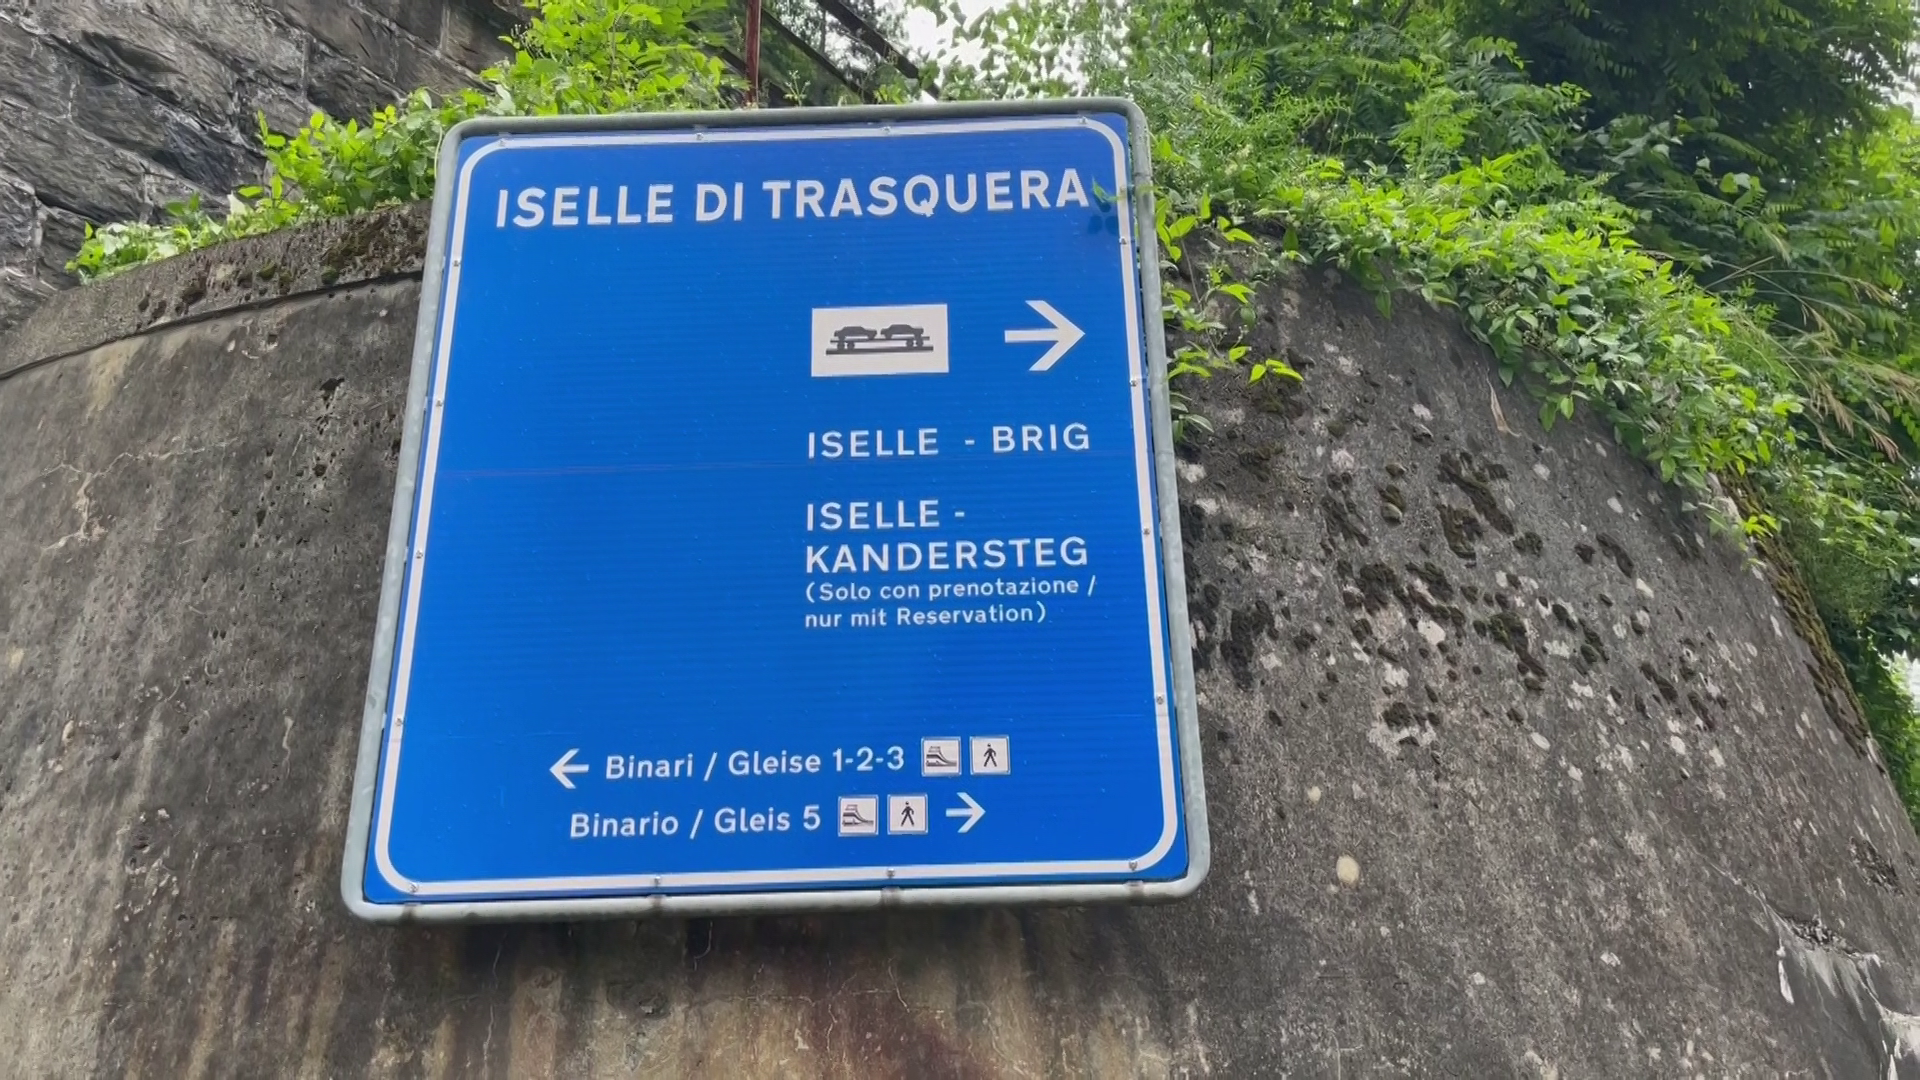 ISELLE DI TRASQUERA
ISELLE - BRIG
ISELLE -
KANDERSTEG
(Solo con prenotazione /
nur mit Reservation)
Binari / Gleise 1-2-3
Binario / Gleis 5